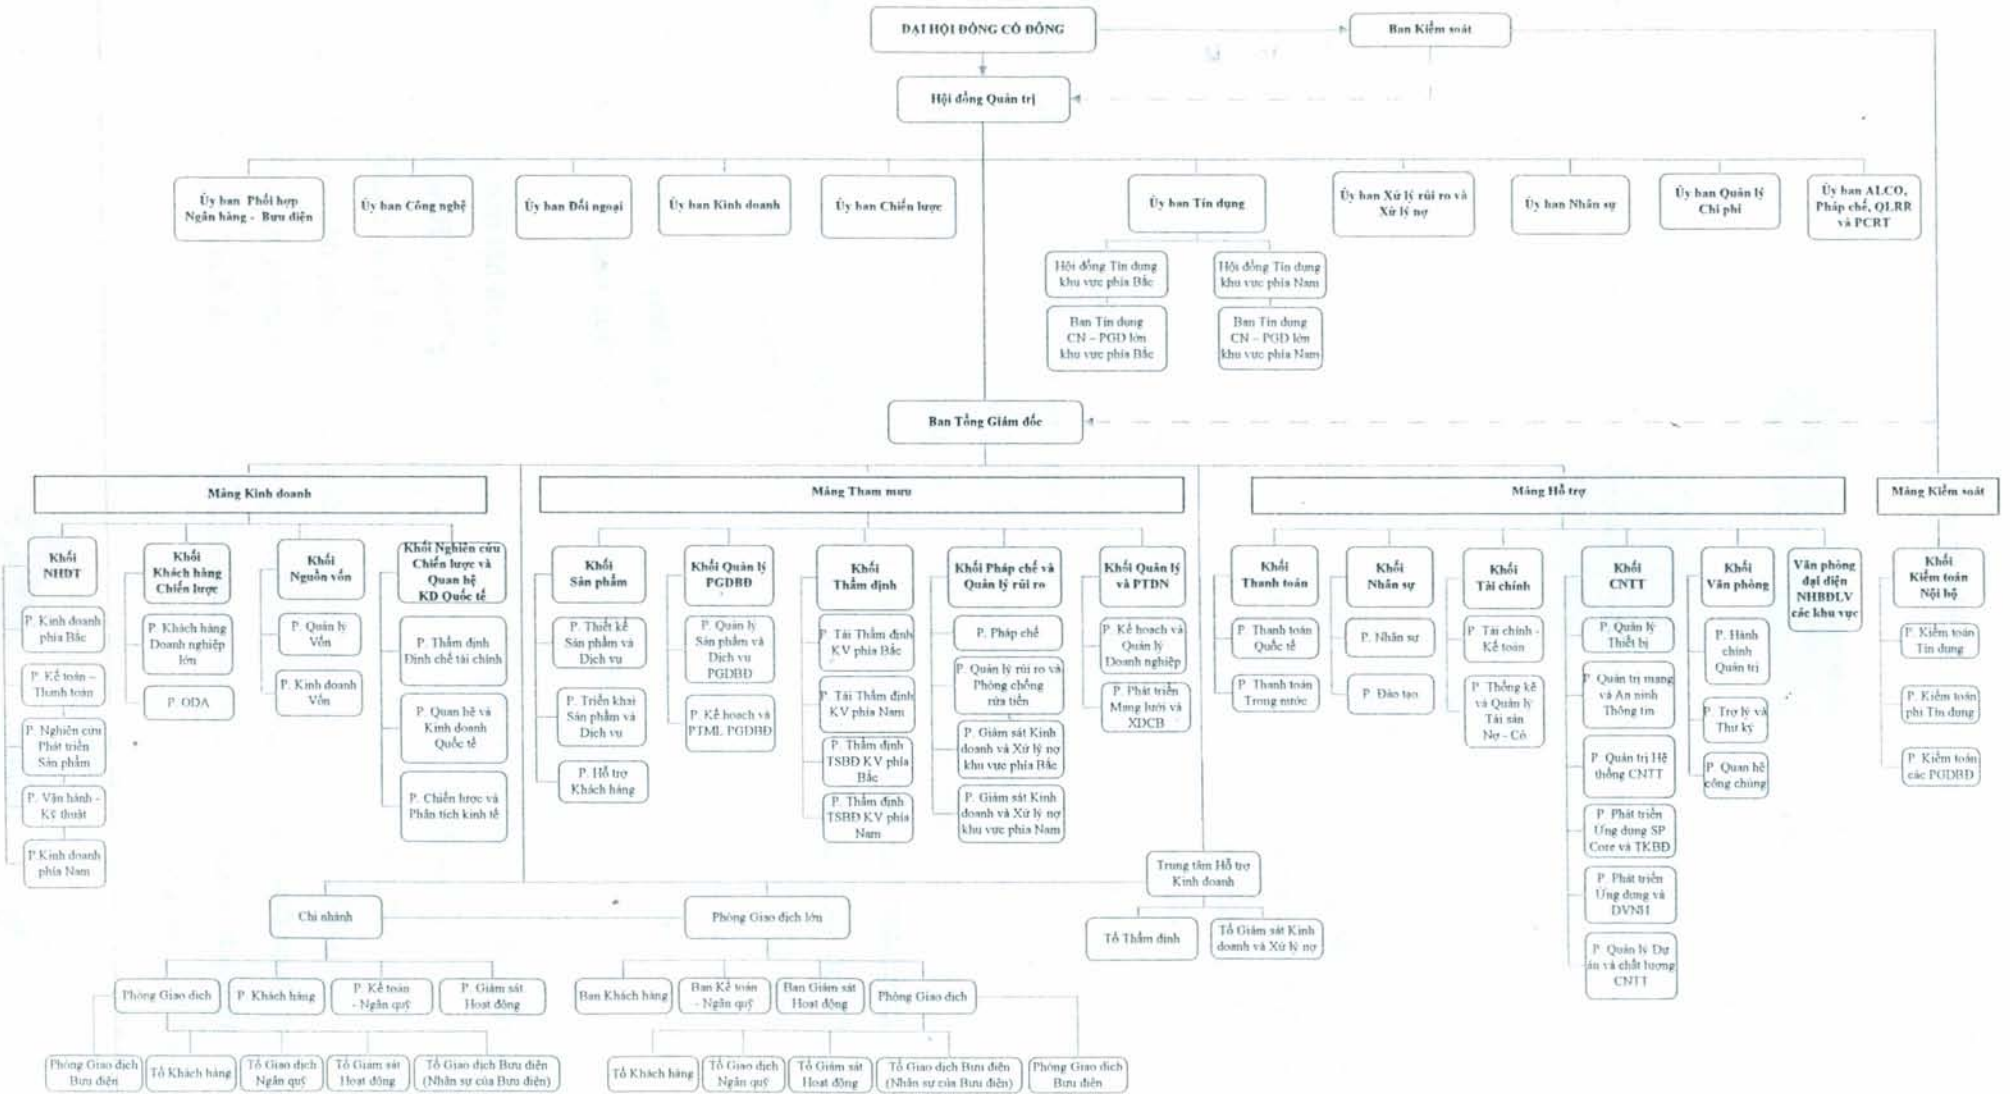 ĐẠI HỘI ĐỒNG CỔ ĐÔNG
Ban Kiểm soát
Hội đồng Quản trị
Ủy ban Phối hợp
Ngân hàng - Bưu điện
Ủy ban Công nghệ
Ủy ban Đối ngoại
Ủy ban Kinh doanh
Ủy ban Chiến lược
Ủy ban Tín dụng
Ủy ban Xử lý rủi ro và
Xử lý nợ
Ủy ban Nhân sự
Ủy ban Quản lý
Chi phí
Ủy ban ALCO,
Pháp chế, QLRR
và PCRT
Hội đồng Tín dụng
khu vực phía Bắc
Hội đồng Tín dụng
khu vực phía Nam
Ban Tín dụng
CN – PGD lớn
khu vực phía Bắc
Ban Tín dụng
CN – PGD lớn
khu vực phía Nam
Ban Tổng Giám đốc
Mảng Kinh doanh
Mảng Tham mưu
Mảng Hỗ trợ
Mảng Kiểm soát
Khối
NHĐT
P. Kinh doanh
phía Bắc
P. Kế toán –
Thanh toán
P. Nghiên cứu
Phát triển
Sản phẩm
P. Vận hành -
Kỹ thuật
P.Kinh doanh
phía Nam
Khối
Khách hàng
Chiến lược
P. Khách hàng
Doanh nghiệp
lớn
P. ODA
Khối
Nguồn vốn
P. Quản lý
Vốn
P. Kinh doanh
Vốn
Khối Nghiên cứu
Chiến lược và
Quan hệ
KD Quốc tế
P. Thẩm định
Định chế tài chính
P. Quan hệ và
Kinh doanh
Quốc tế
P. Chiến lược và
Phân tích kinh tế
Khối
Sản phẩm
P. Thiết kế
Sản phẩm và
Dịch vụ
P. Triển khai
Sản phẩm và
Dịch vụ
P. Hỗ trợ
Khách hàng
Khối Quản lý
PGDBĐ
P. Quản lý
Sản phẩm và
Dịch vụ
PGDBĐ
P. Kế hoạch và
PTML PGDBĐ
Khối
Thẩm định
P. Tái Thẩm định
KV phía Bắc
P. Tái Thẩm định
KV phía Nam
P. Thẩm định
TSBĐ KV phía
Bắc
P. Thẩm định
TSBĐ KV phía
Nam
Khối Pháp chế và
Quản lý rủi ro
P. Pháp chế
P. Quản lý rủi ro và
Phòng chống
rửa tiền
P. Giám sát Kinh
doanh và Xử lý nợ
khu vực phía Bắc
P. Giám sát Kinh
doanh và Xử lý nợ
khu vực phía Nam
Khối Quản lý
và PTDN
P. Kế hoạch và
Quản lý
Doanh nghiệp
P. Phát triển
Mạng lưới và
XDCB
Khối
Thanh toán
P. Thanh toán
Quốc tế
P. Thanh toán
Trong nước
Khối
Nhân sự
P. Nhân sự
P. Đào tạo
Khối
Tài chính
P. Tài chính -
Kế toán
P. Thống kê
và Quản lý
Tài sản
Nợ - Có
Khối
CNTT
P. Quản lý
Thiết bị
P. Quản trị mạng
và An ninh
Thông tin
P. Quản trị Hệ
thống CNTT
P. Phát triển
Ứng dụng SP
Core và TKBĐ
P. Phát triển
Ứng dụng và
DVNH
P. Quản lý Dự
án và chất lượng
CNTT
Khối
Văn phòng
P. Hành
chính
Quản trị
P. Trợ lý và
Thư ký
P. Quan hệ
công chúng
Văn phòng
đại diện
NHBĐLV
các khu vực
Khối
Kiểm toán
Nội bộ
P. Kiểm toán
Tín dụng
P. Kiểm toán
phi Tín dụng
P. Kiểm toán
các PGDBĐ
Trung tâm Hỗ trợ
Kinh doanh
Tổ Thẩm định
Tổ Giám sát Kinh
doanh và Xử lý nợ
Chi nhánh
Phòng Giao dịch lớn
Phòng Giao dịch
P. Khách hàng
P. Kế toán
- Ngân quỹ
P. Giám sát
Hoạt động
Ban Khách hàng
Ban Kế toán
- Ngân quỹ
Ban Giám sát
Hoạt động
Phòng Giao dịch
Phòng Giao dịch
Bưu điện
Tổ Khách hàng
Tổ Giao dịch
Ngân quỹ
Tổ Giám sát
Hoạt động
Tổ Giao dịch Bưu điện
(Nhân sự của Bưu điện)
Tổ Khách hàng
Tổ Giao dịch
Ngân quỹ
Tổ Giám sát
Hoạt động
Tổ Giao dịch Bưu điện
(Nhân sự của Bưu điện)
Phòng Giao dịch
Bưu điện